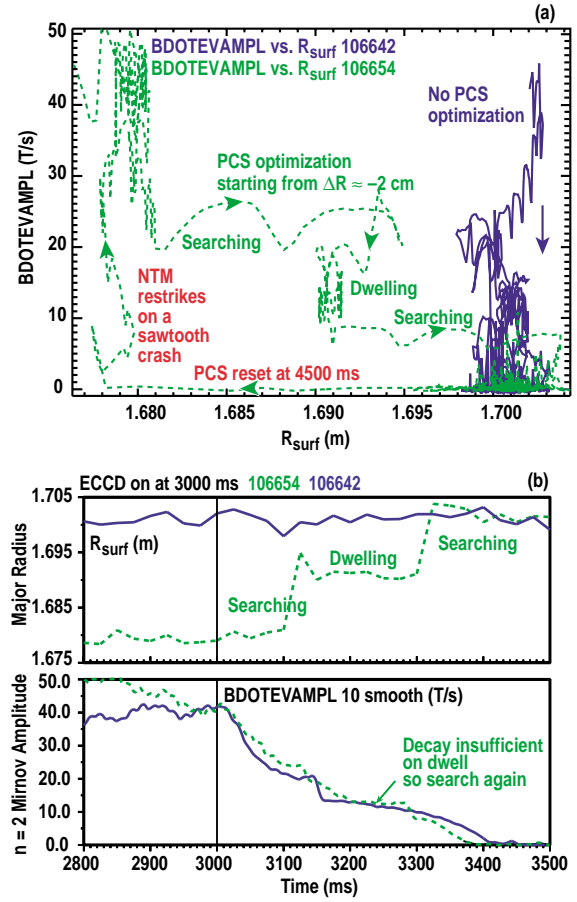 (a)
50
40
30
20
10
0
BDOTEVAMPL (T/s)
BDOTEVAMPL vs. Rsurf 106642
BDOTEVAMPL vs. Rsurf 106654
No PCS
optimization
PCS optimization
starting from ΔR ≈ −2 cm
Searching
Dwelling
Searching
NTM
restrikes
on a
sawtooth
crash
PCS reset at 4500 ms
1.680 1.685 1.690 1.695 1.700
Rsurf (m)
ECCD on at 3000 ms 106654 106642
(b)
1.705
1.695
1.685
1.675
Major Radius
Rsurf (m)
Searching
Dwelling
Searching
50.0
40.0
30.0
20.0
10.0
0.0
n = 2 Mirnov Amplitude
BDOTEVAMPL 10 smooth (T/s)
Decay insufficient
on dwell
so search again
2800 2900 3000 3100 3200 3300 3400 3500
Time (ms)